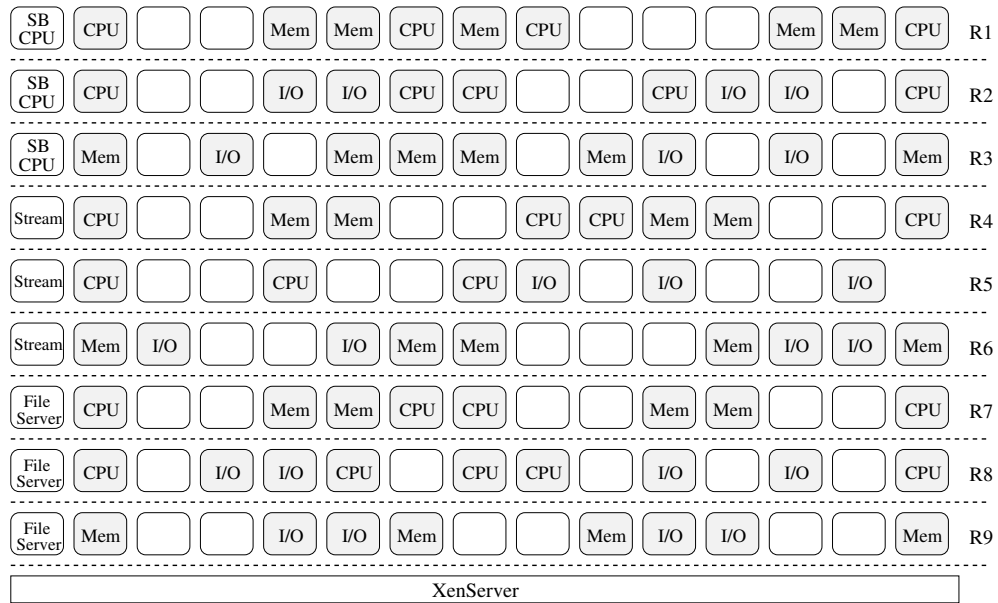 SB
CPU CPU Mem Mem CPU Mem CPU Mem Mem CPU R1
SB
CPU CPU I/O I/O CPU CPU CPU I/O I/O CPU R2
SB
CPU Mem I/O Mem Mem Mem Mem I/O I/O Mem R3
Stream CPU Mem Mem CPU CPU Mem Mem CPU R4
Stream CPU CPU CPU I/O I/O I/O R5
Stream Mem I/O I/O Mem Mem Mem I/O I/O Mem R6
File
Server CPU Mem Mem CPU CPU Mem Mem CPU R7
File
Server CPU I/O I/O CPU CPU CPU I/O I/O CPU R8
File
Server Mem I/O I/O Mem Mem I/O I/O Mem R9
XenServer